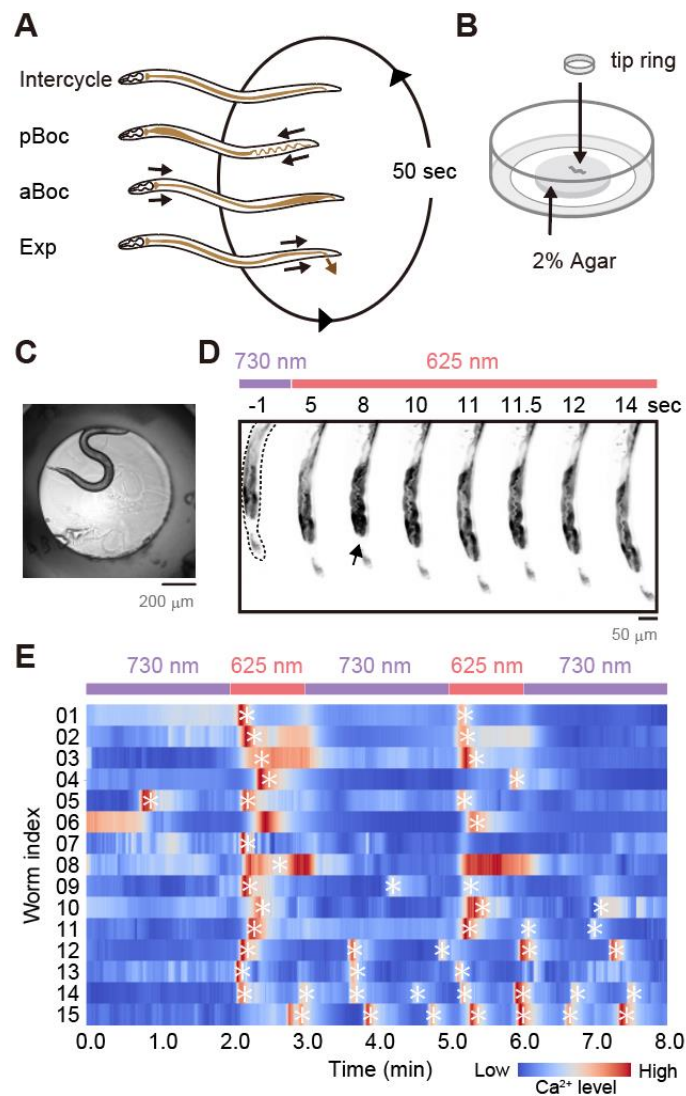 A
Intercycle
pBoc
aBoc
Exp
50 sec
B
tip ring
2% Agar
C
200 μm
D
730 nm 625 nm
-1 5 8 10 11 11.5 12 14 sec
50 μm
E
730 nm 625 nm 730 nm 625 nm 730 nm
Worm index
01
02
03
04
05
06
07
08
09
10
11
12
13
14
15
0.0 1.0 2.0 3.0 4.0 5.0 6.0 7.0 8.0
Time (min)
Low High
Ca²⁺ level